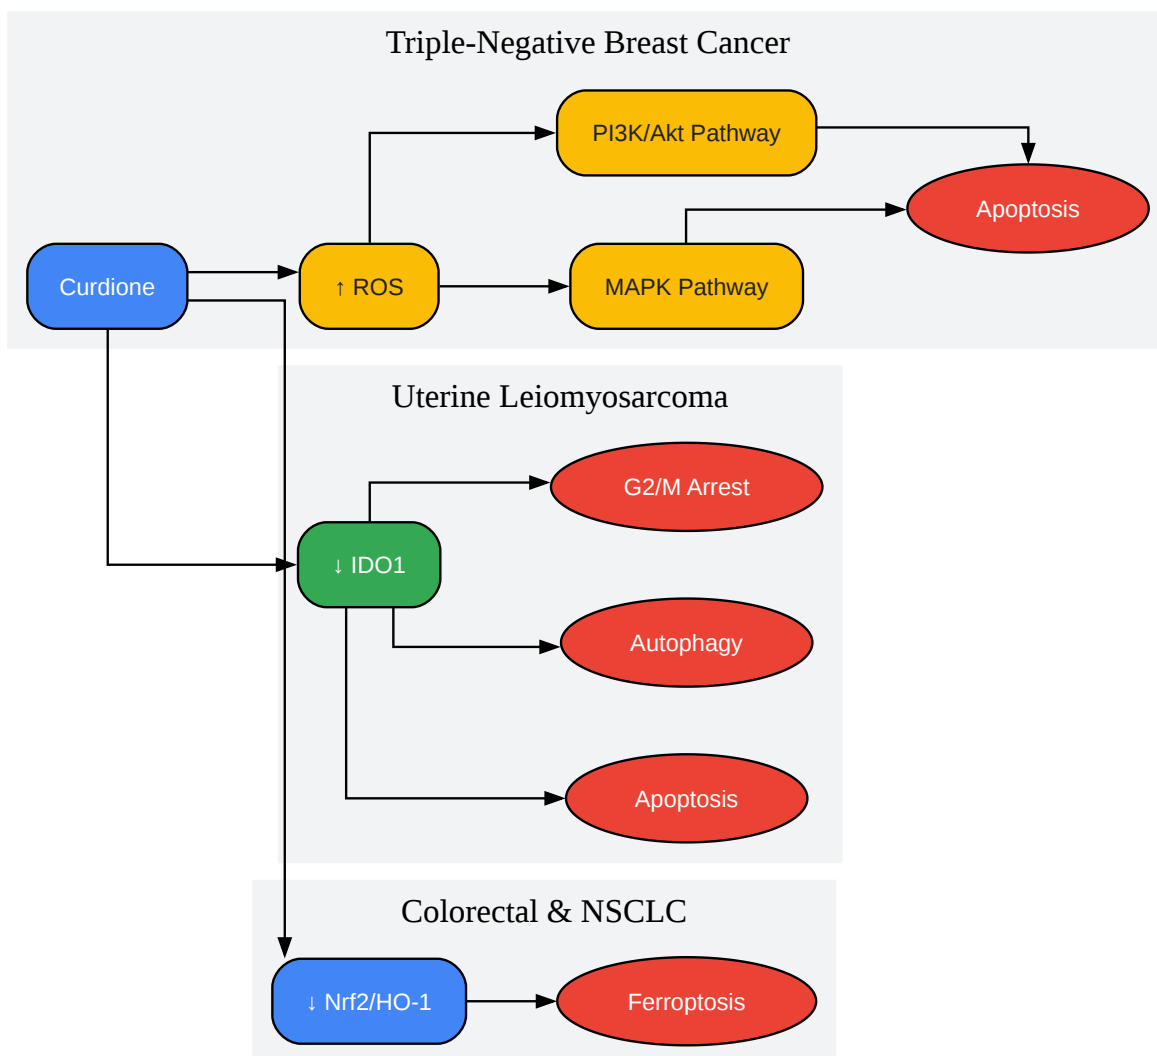 Triple-Negative Breast Cancer
PI3K/Akt Pathway
Apoptosis
Curdione
↑ ROS
MAPK Pathway
Uterine Leiomyosarcoma
G2/M Arrest
↓ IDO1
Autophagy
Apoptosis
Colorectal & NSCLC
↓ Nrf2/HO-1
Ferroptosis